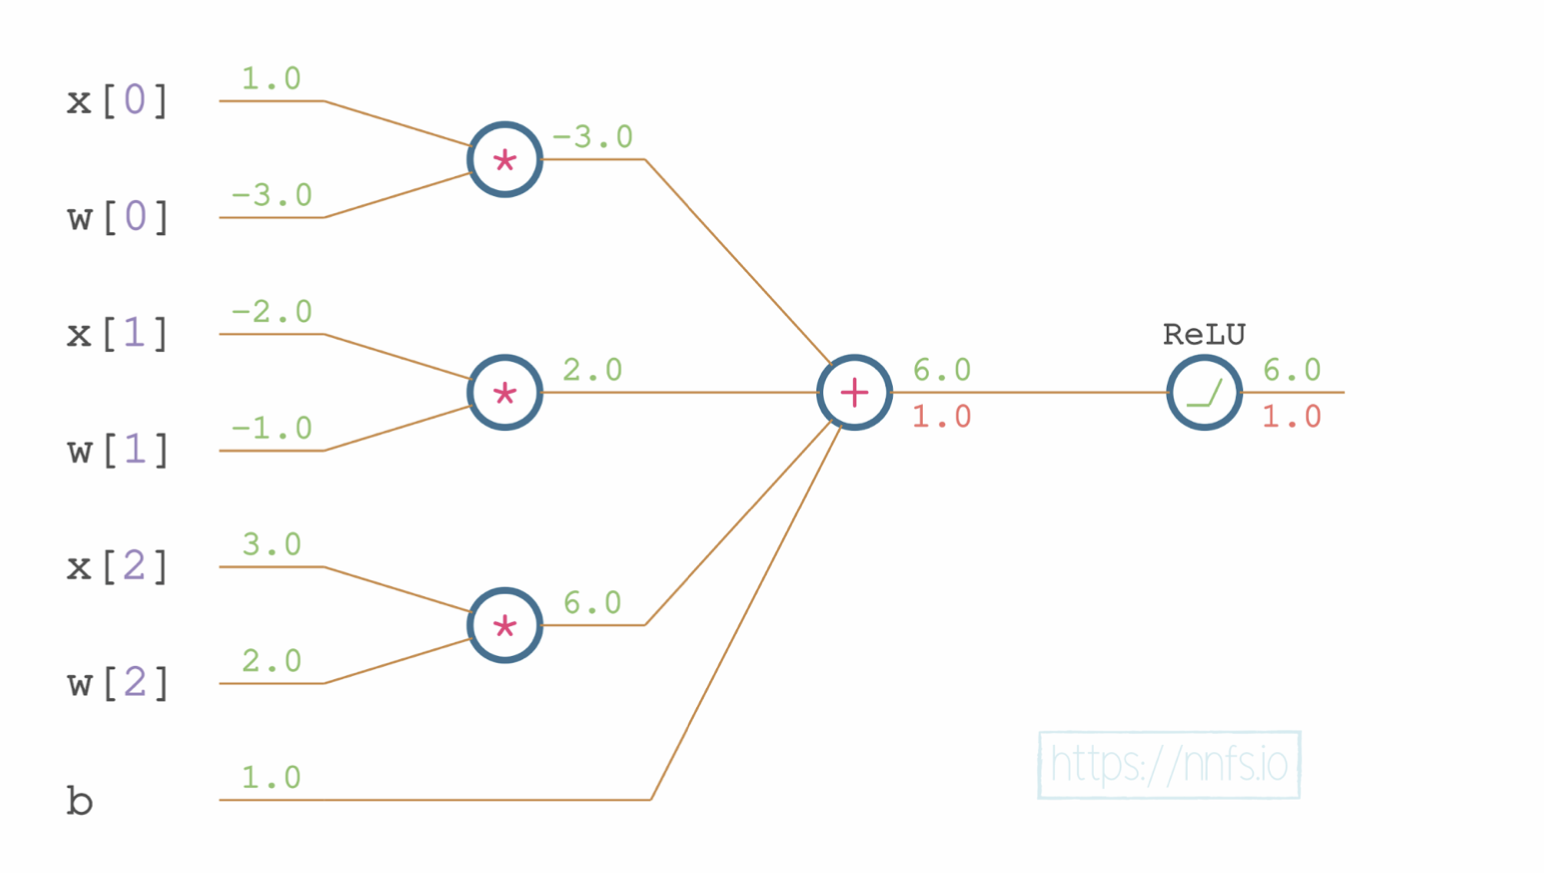 x[0] 1.0
-3.0
w[0] -3.0
*
x[1] -2.0
2.0
w[1] -1.0
*
+
6.0
1.0
ReLU
6.0
1.0
x[2] 3.0
6.0
w[2] 2.0
*
b 1.0
https://nnfs.io